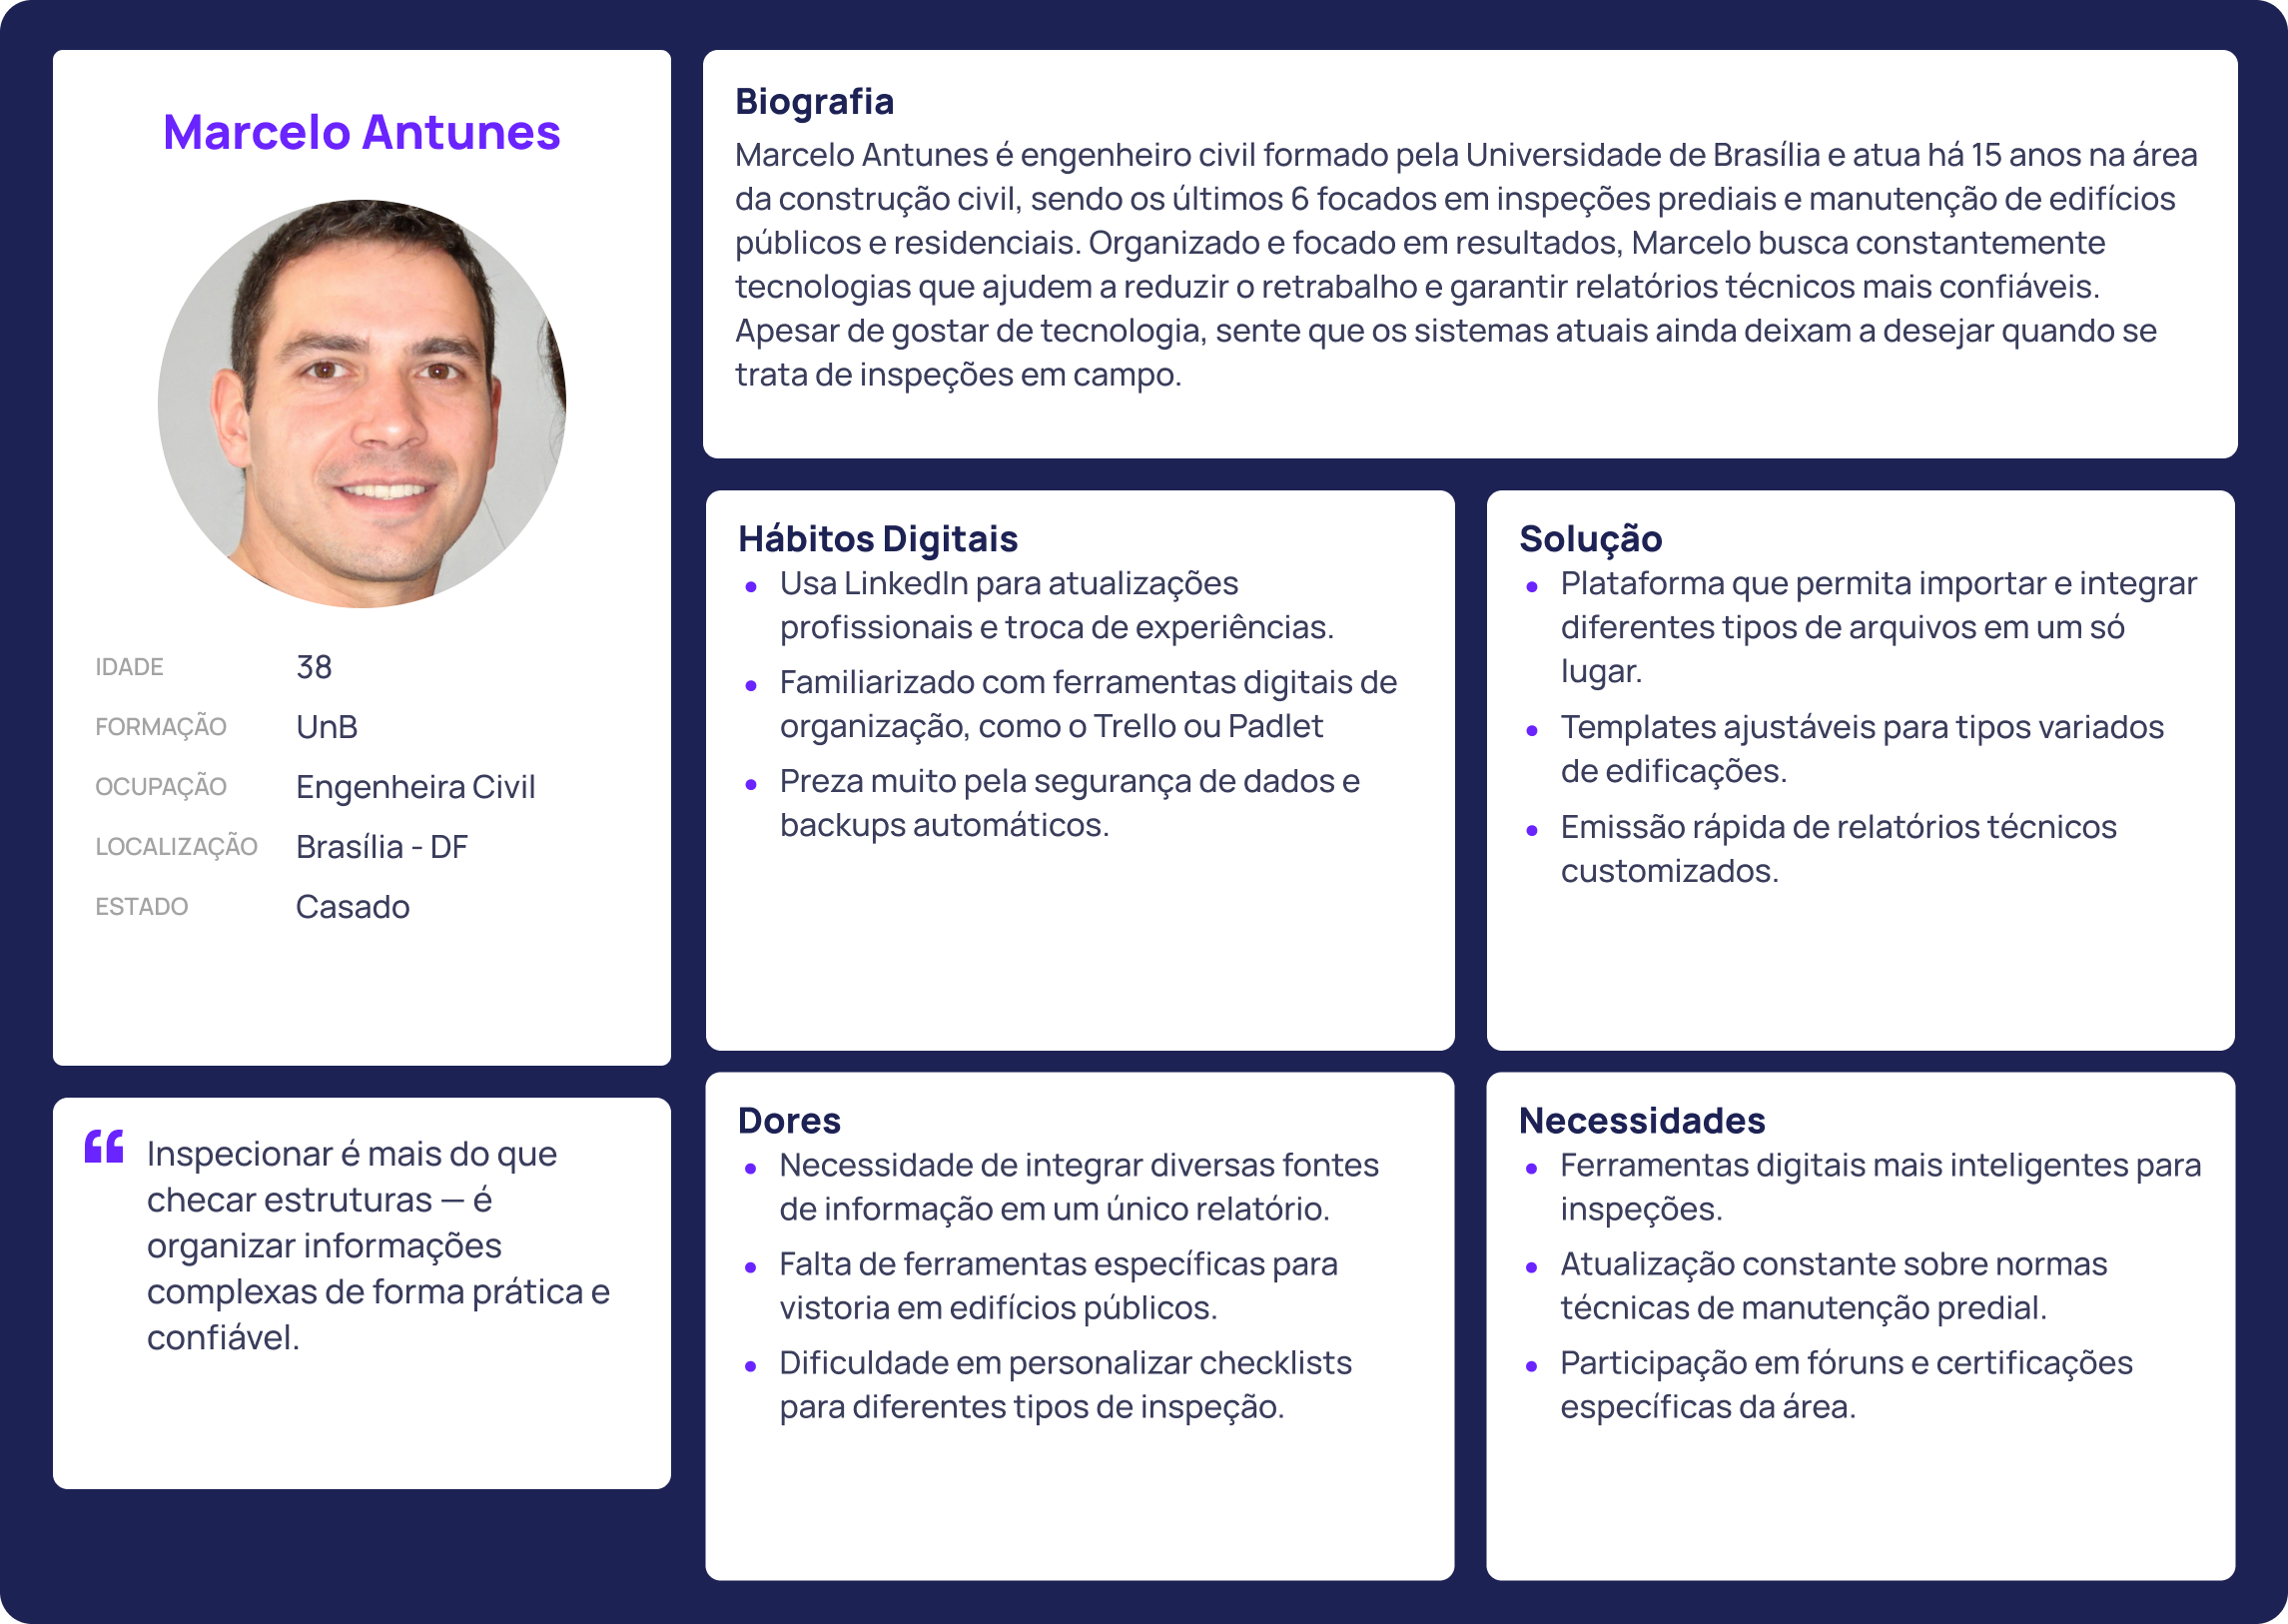 Marcelo Antunes
IDADE 38
FORMAÇÃO UnB
OCUPAÇÃO Engenheira Civil
LOCALIZAÇÃO Brasília - DF
ESTADO Casado
“ Inspecionar é mais do que
checar estruturas — é
organizar informações
complexas de forma prática e
confiável.
Biografia
Marcelo Antunes é engenheiro civil formado pela Universidade de Brasília e atua há 15 anos na área
da construção civil, sendo os últimos 6 focados em inspeções prediais e manutenção de edifícios
públicos e residenciais. Organizado e focado em resultados, Marcelo busca constantemente
tecnologias que ajudem a reduzir o retrabalho e garantir relatórios técnicos mais confiáveis.
Apesar de gostar de tecnologia, sente que os sistemas atuais ainda deixam a desejar quando se
trata de inspeções em campo.
Hábitos Digitais
• Usa LinkedIn para atualizações
profissionais e troca de experiências.
• Familiarizado com ferramentas digitais de
organização, como o Trello ou Padlet
• Preza muito pela segurança de dados e
backups automáticos.
Solução
• Plataforma que permita importar e integrar
diferentes tipos de arquivos em um só
lugar.
• Templates ajustáveis para tipos variados
de edificações.
• Emissão rápida de relatórios técnicos
customizados.
Dores
• Necessidade de integrar diversas fontes
de informação em um único relatório.
• Falta de ferramentas específicas para
vistoria em edifícios públicos.
• Dificuldade em personalizar checklists
para diferentes tipos de inspeção.
Necessidades
• Ferramentas digitais mais inteligentes para
inspeções.
• Atualização constante sobre normas
técnicas de manutenção predial.
• Participação em fóruns e certificações
específicas da área.